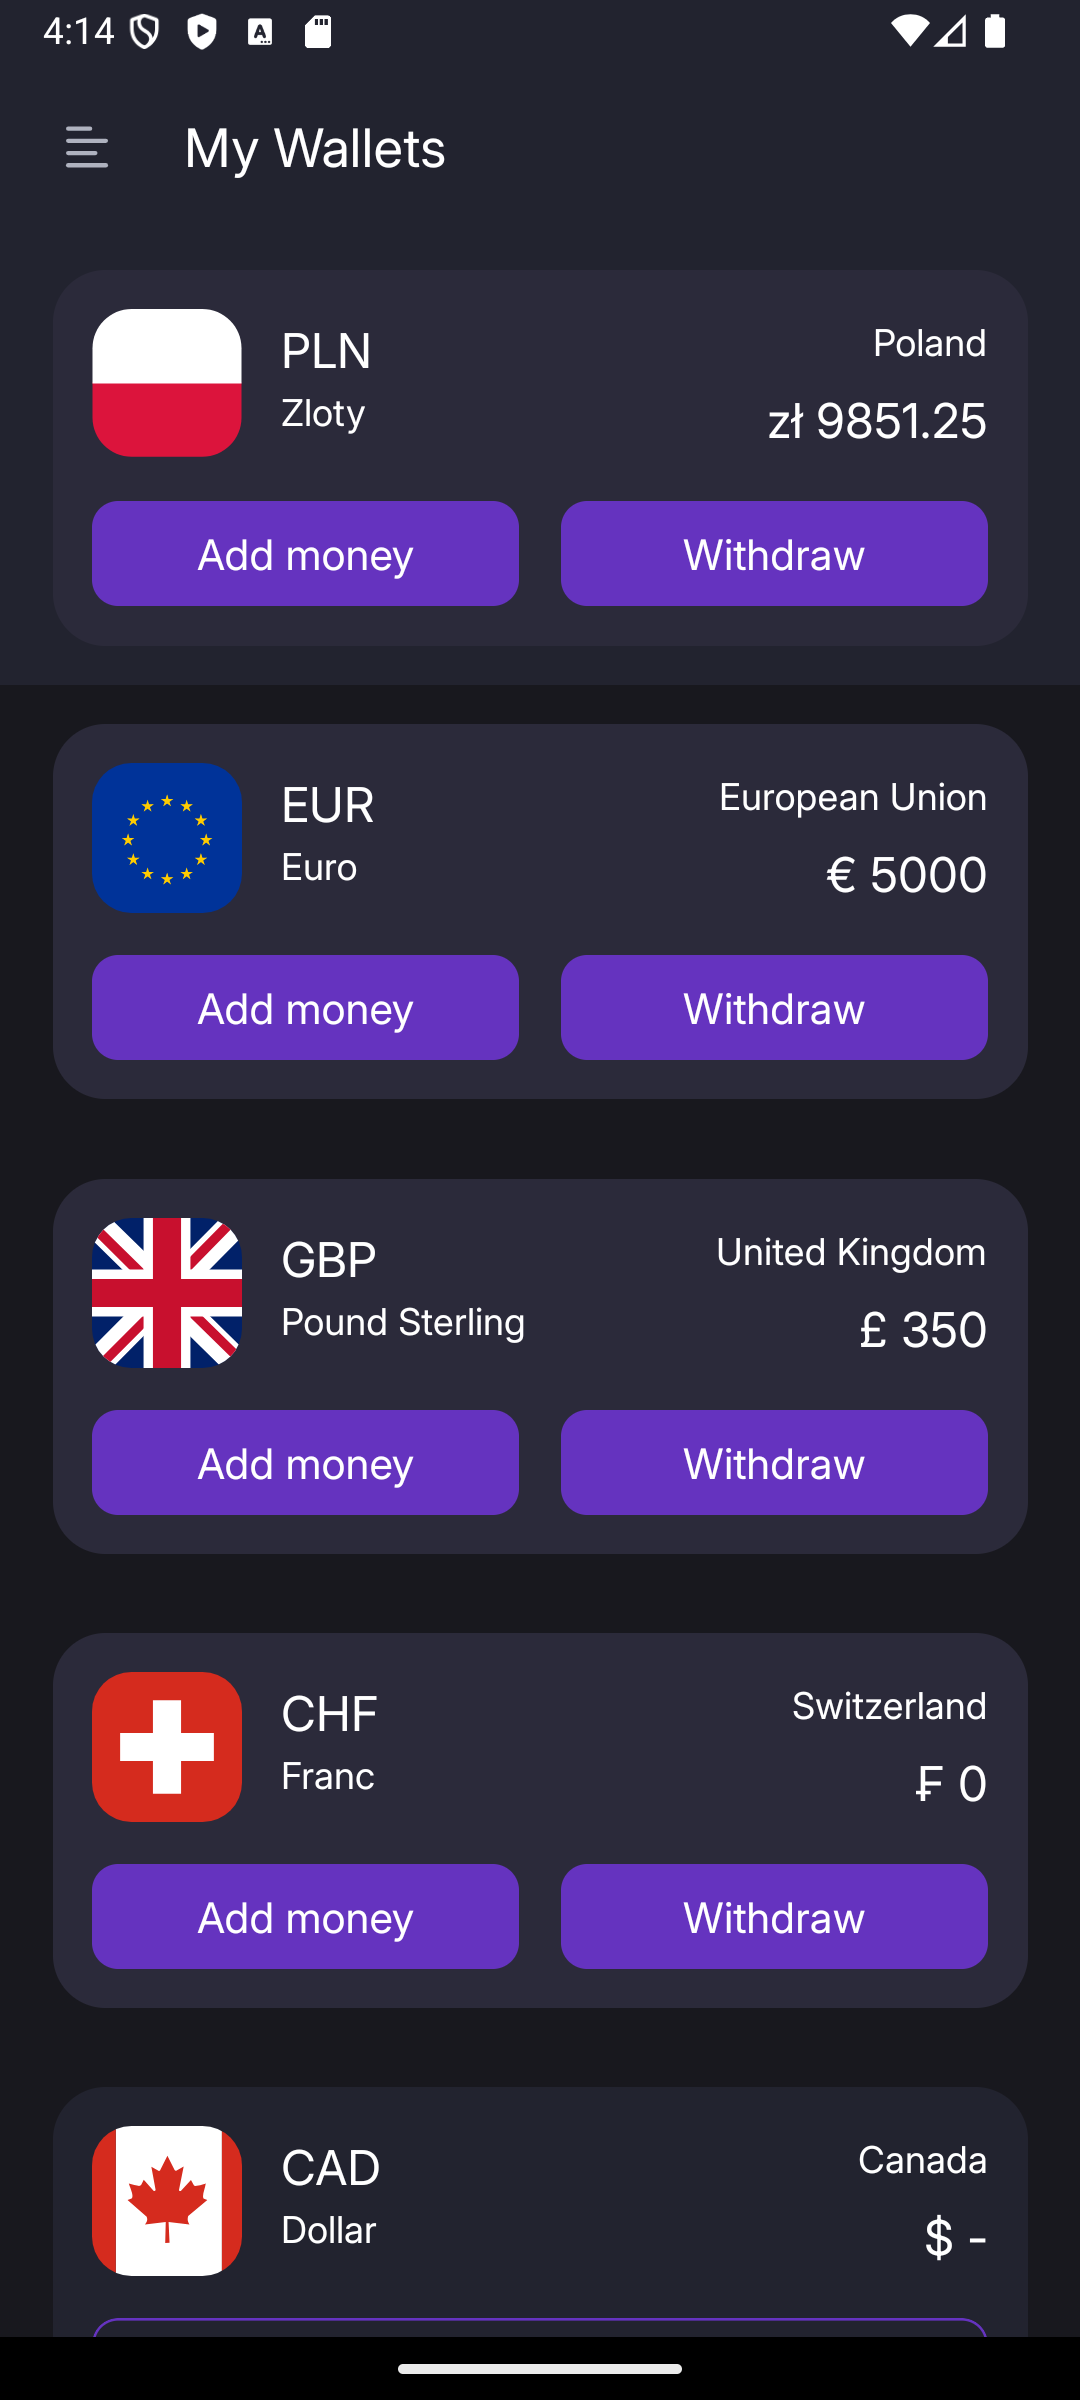 4:14
My Wallets
PLN
Poland
Zloty
zł 9851.25
Add money
Withdraw
EUR
European Union
Euro
€ 5000
Add money
Withdraw
GBP
United Kingdom
Pound Sterling
£ 350
Add money
Withdraw
CHF
Switzerland
Franc
₣ 0
Add money
Withdraw
CAD
Canada
Dollar
$ -